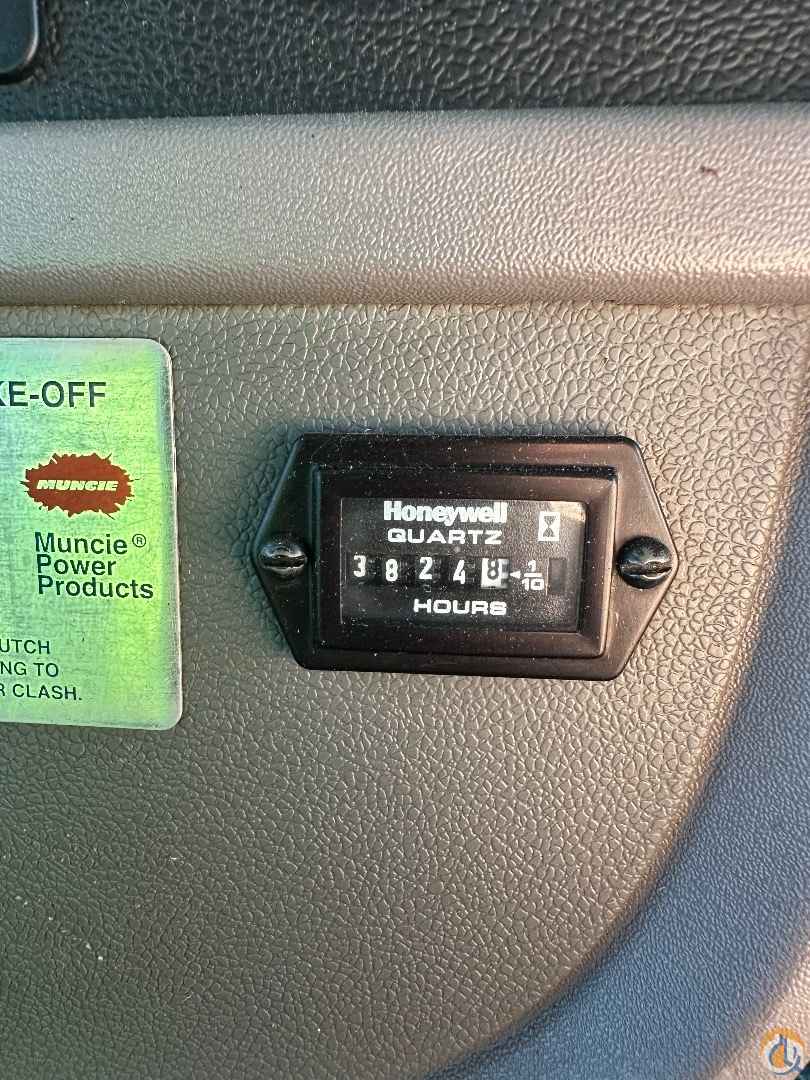 KE-OFF
MUNCIE
Muncie®
Power
Products
UTCH
NG TO
R CLASH.
Honeywell
QUARTZ
3 8 2 4 1/10
HOURS